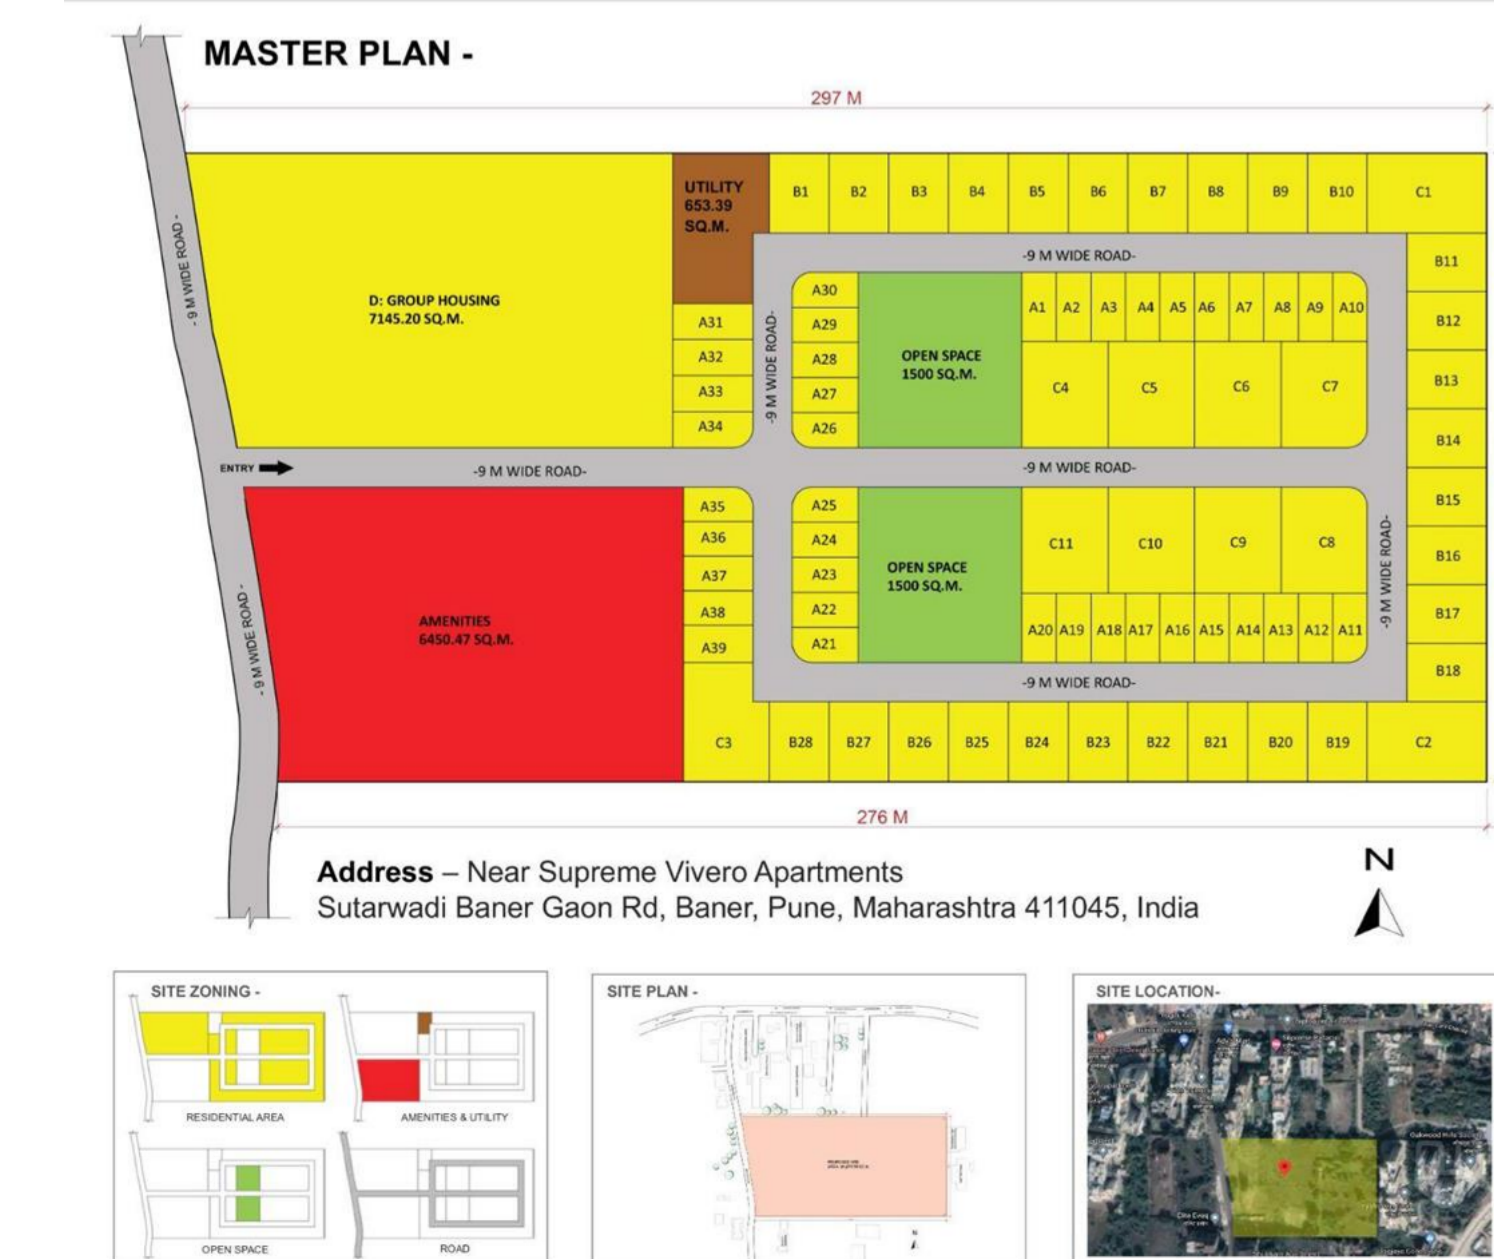 MASTER PLAN -
297 M
-9 M WIDE ROAD-
D: GROUP HOUSING
7145.20 SQ.M.
UTILITY
653.39
SQ.M.
B1 B2 B3 B4 B5 B6 B7 B8 B9 B10 C1
-9 M WIDE ROAD-
B11
A30
A29
A28
A27
A26
A31
A32
A33
A34
-9 M WIDE ROAD-
OPEN SPACE
1500 SQ.M.
A1 A2 A3 A4 A5 A6 A7 A8 A9 A10
C4 C5 C6 C7
B12
B13
B14
ENTRY
-9 M WIDE ROAD-
-9 M WIDE ROAD-
B15
AMENITIES
6450.47 SQ.M.
-9 M WIDE ROAD-
A35
A36
A37
A38
A39
A25
A24
A23
A22
A21
OPEN SPACE
1500 SQ.M.
C11 C10 C9 C8
A20 A19 A18 A17 A16 A15 A14 A13 A12 A11
-9 M WIDE ROAD-
B16
B17
B18
-9 M WIDE ROAD-
C3 B28 B27 B26 B25 B24 B23 B22 B21 B20 B19 C2
276 M
Address – Near Supreme Vivero Apartments
Sutarwadi Baner Gaon Rd, Baner, Pune, Maharashtra 411045, India
N
SITE ZONING -
RESIDENTIAL AREA
AMENITIES & UTILITY
OPEN SPACE
ROAD
SITE PLAN -
N
SITE LOCATION-